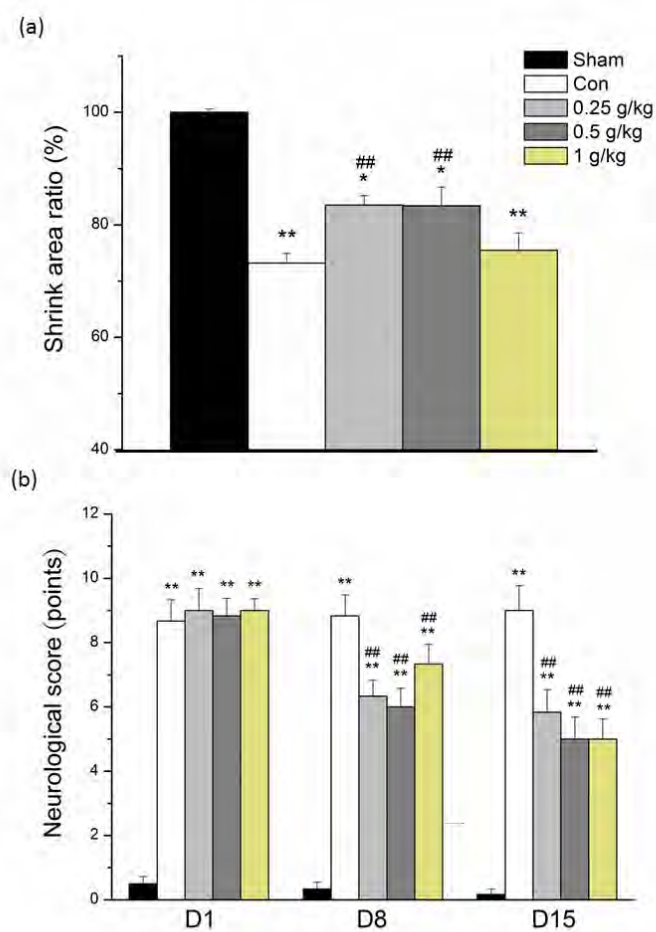 (a)
Shrink area ratio (%)
100
80
60
40
Sham
Con
0.25 g/kg
0.5 g/kg
1 g/kg
**
##
*
##
*
**
(b)
Neurological score (points)
12
10
8
6
4
2
0
** ** ** **
**
##
**
##
**
##
**
**
##
**
##
**
##
**
D1 D8 D15